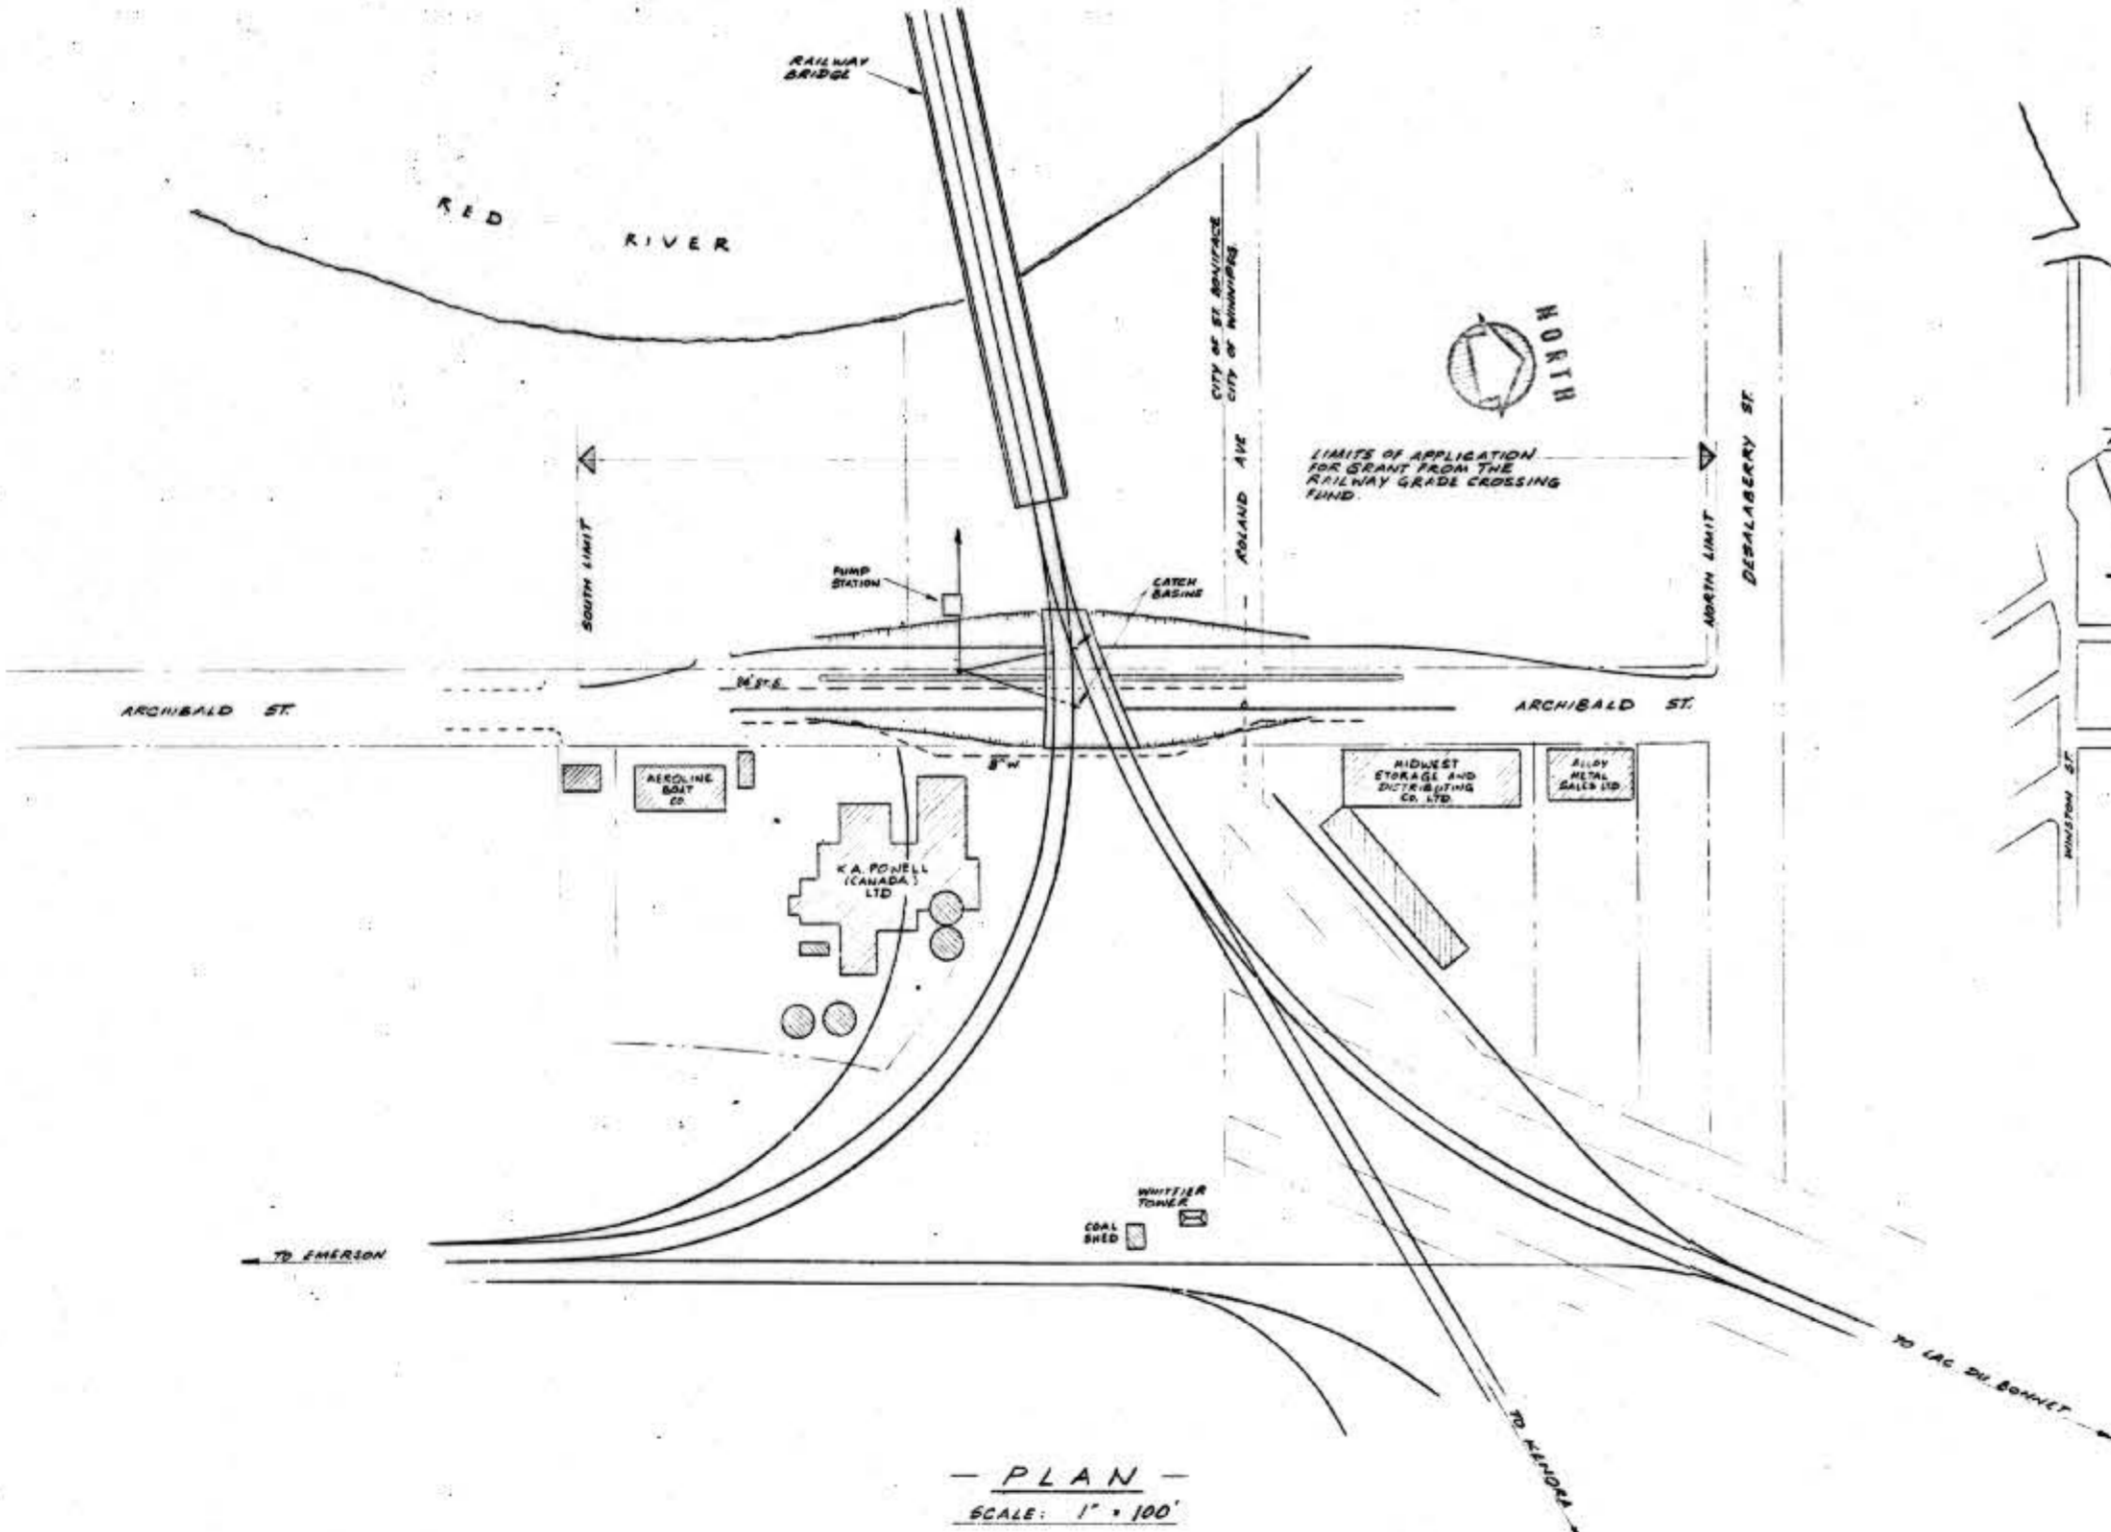 RAILWAY
BRIDGE
RED RIVER
CITY OF ST. BONIFACE
CITY OF WINNIPEG.
NORTH
LIMITS OF APPLICATION
FOR GRANT FROM THE
RAILWAY GRADE CROSSING
FUND.
SOUTH LIMIT
ROLAND AVE
NORTH LIMIT
DESALABERRY ST.
PUMP
STATION
CATCH
BASINS
ARCHIBALD ST.
ARCHIBALD ST.
8" W
AEROLINE
BOAT
CO.
MIDWEST
STORAGE AND
DISTRIBUTING
CO. LTD.
ALLOY
METAL
SALES LTD
WINSTON ST.
K.A. POWELL
(CANADA)
LTD
WHITTIER
TOWER
COAL
SHED
TO EMERSON
TO LAC DU BONNET
TO KENORA
- PLAN -
SCALE: 1" = 100'